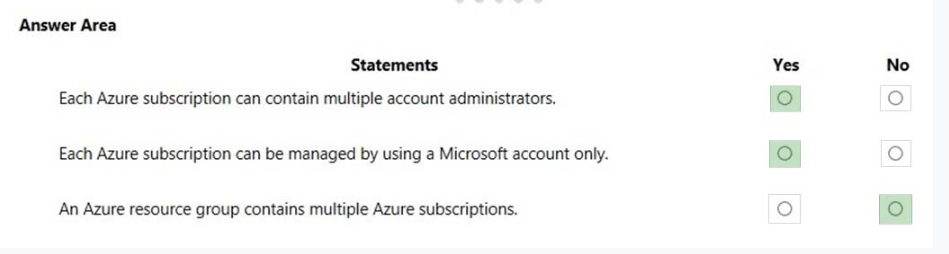 Answer Area
Statements Yes No
Each Azure subscription can contain multiple account administrators.
Each Azure subscription can be managed by using a Microsoft account only.
An Azure resource group contains multiple Azure subscriptions.